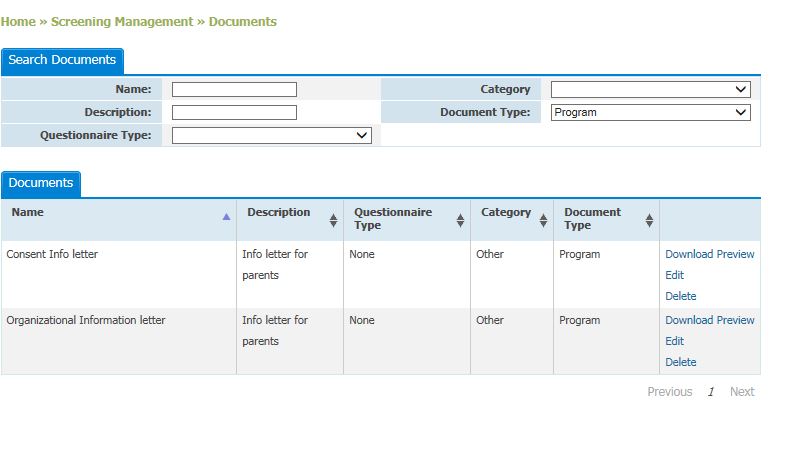 Home » Screening Management » Documents
Search Documents
Name: Category
Description: Document Type: Program
Questionnaire Type:
Documents
Name Description Questionnaire Type Category Document Type
Consent Info letter Info letter for parents None Other Program Download Preview
Edit
Delete
Organizational Information letter Info letter for parents None Other Program Download Preview
Edit
Delete
Previous 1 Next